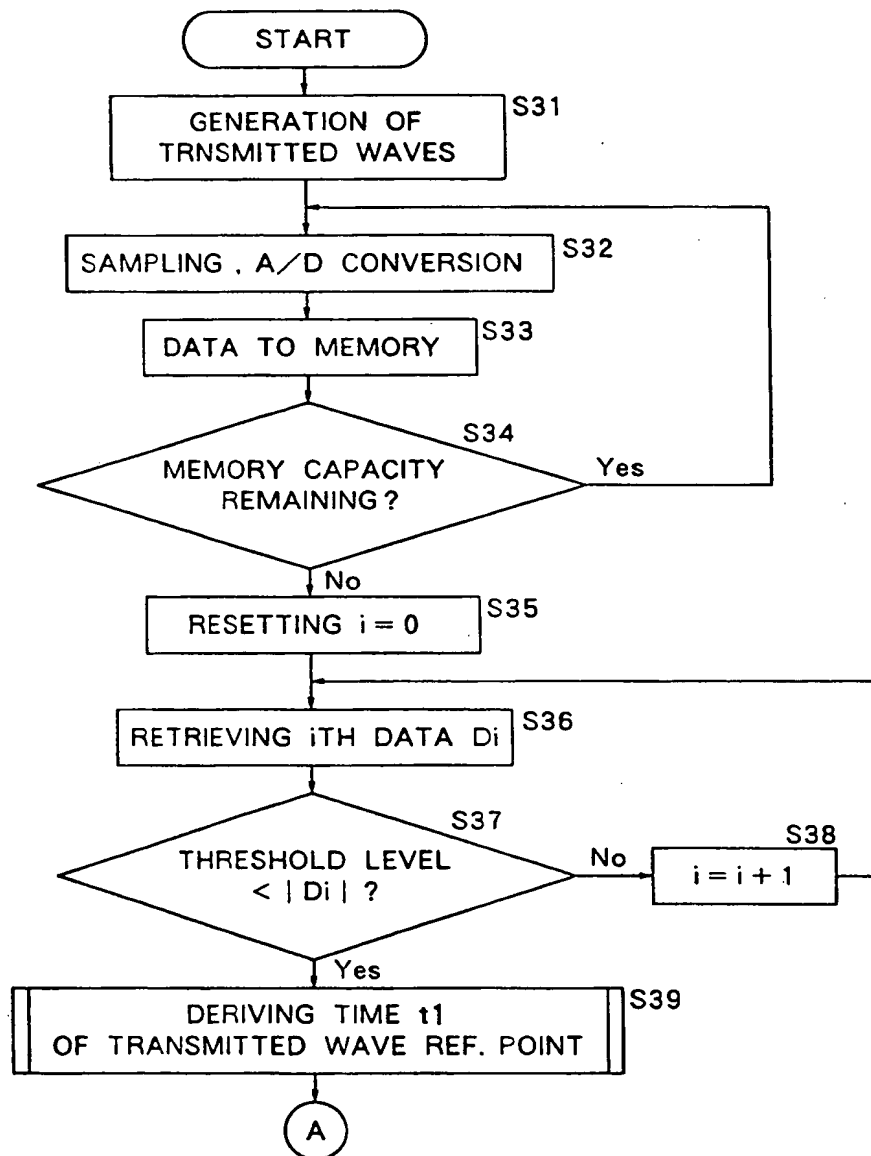 START
S31
GENERATION OF
TRNSMITTED WAVES
S32
SAMPLING , A/D CONVERSION
S33
DATA TO MEMORY
S34
MEMORY CAPACITY
REMAINING ?
Yes
No
S35
RESETTING i = 0
S36
RETRIEVING iTH DATA Di
S37
THRESHOLD LEVEL
< | Di | ?
No
S38
i = i + 1
Yes
S39
DERIVING TIME t1
OF TRANSMITTED WAVE REF. POINT
A